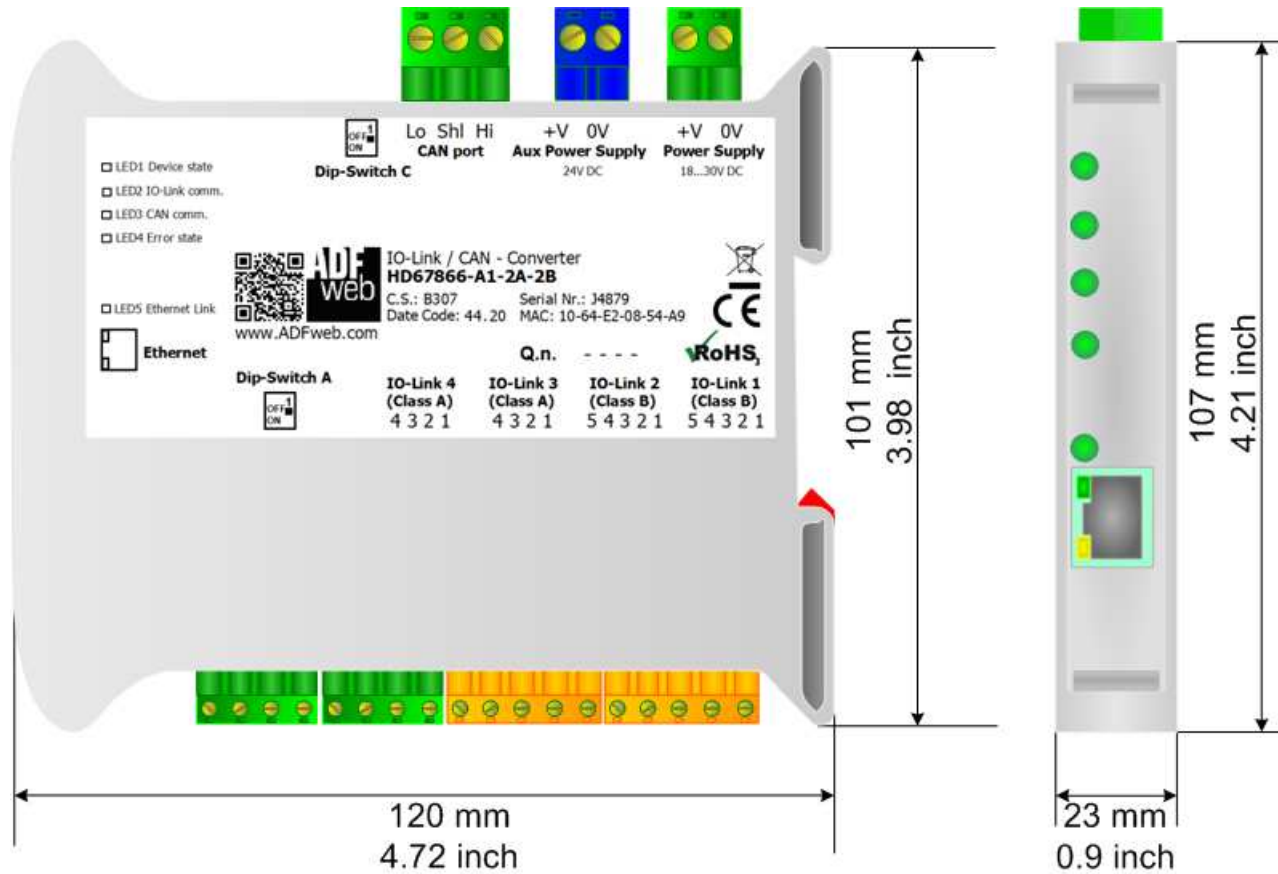 Lo Shl Hi
CAN port
+V 0V
Aux Power Supply
24V DC
+V 0V
Power Supply
18...30V DC
OFF 1
ON
Dip-Switch C
LED1 Device state
LED2 IO-Link comm.
LED3 CAN comm.
LED4 Error state
LED5 Ethernet Link
Ethernet
ADF
web
www.ADFweb.com
IO-Link / CAN - Converter
HD67866-A1-2A-2B
C.S.: B307 Serial Nr.: J4879
Date Code: 44.20 MAC: 10-64-E2-08-54-A9
CE
Q.n. - - - -
RoHS
Dip-Switch A
OFF 1
ON
IO-Link 4
(Class A)
4 3 2 1
IO-Link 3
(Class A)
4 3 2 1
IO-Link 2
(Class B)
5 4 3 2 1
IO-Link 1
(Class B)
5 4 3 2 1
101 mm
3.98 inch
107 mm
4.21 inch
120 mm
4.72 inch
23 mm
0.9 inch